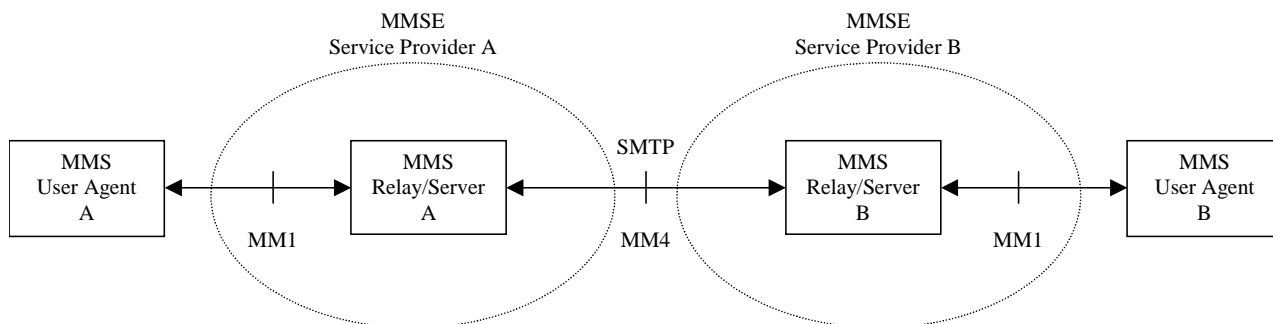 MMSE
Service Provider A
MMSE
Service Provider B
MMS
User Agent
A
MMS
Relay/Server
A
SMTP
MMS
Relay/Server
B
MMS
User Agent
B
MM1
MM4
MM1